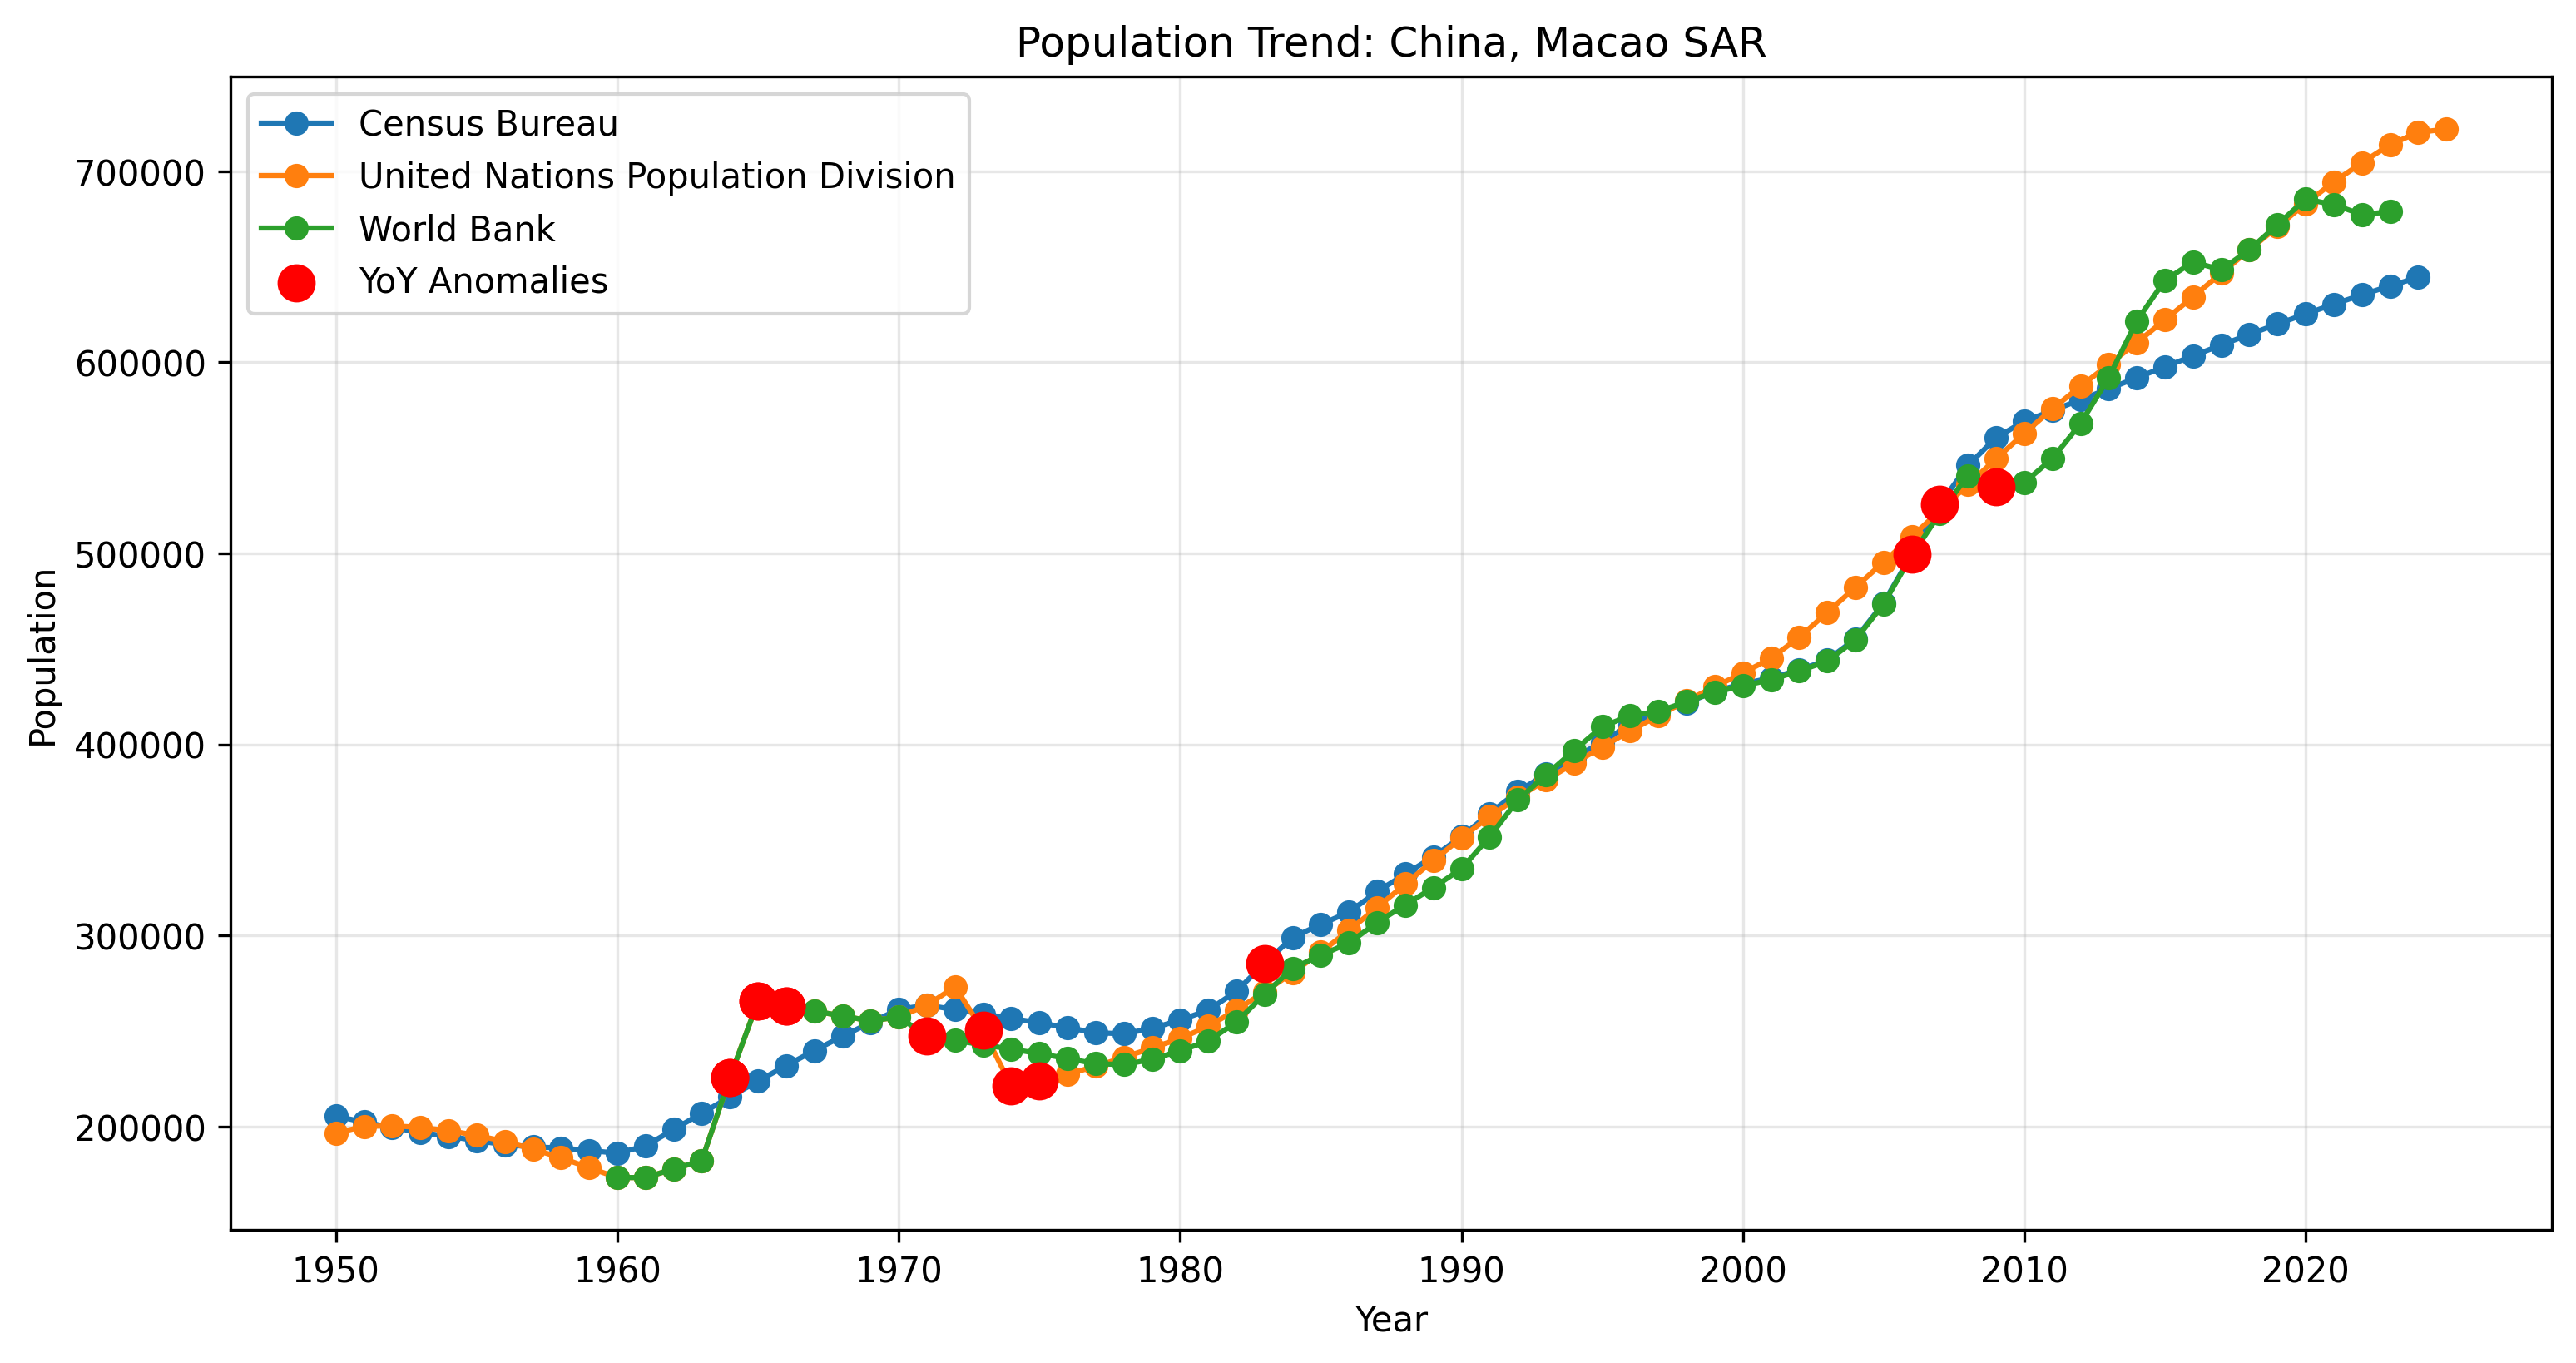 Population Trend: China, Macao SAR
Census Bureau
United Nations Population Division
World Bank
YoY Anomalies
700000
600000
500000
400000
300000
200000
Population
1950 1960 1970 1980 1990 2000 2010 2020
Year